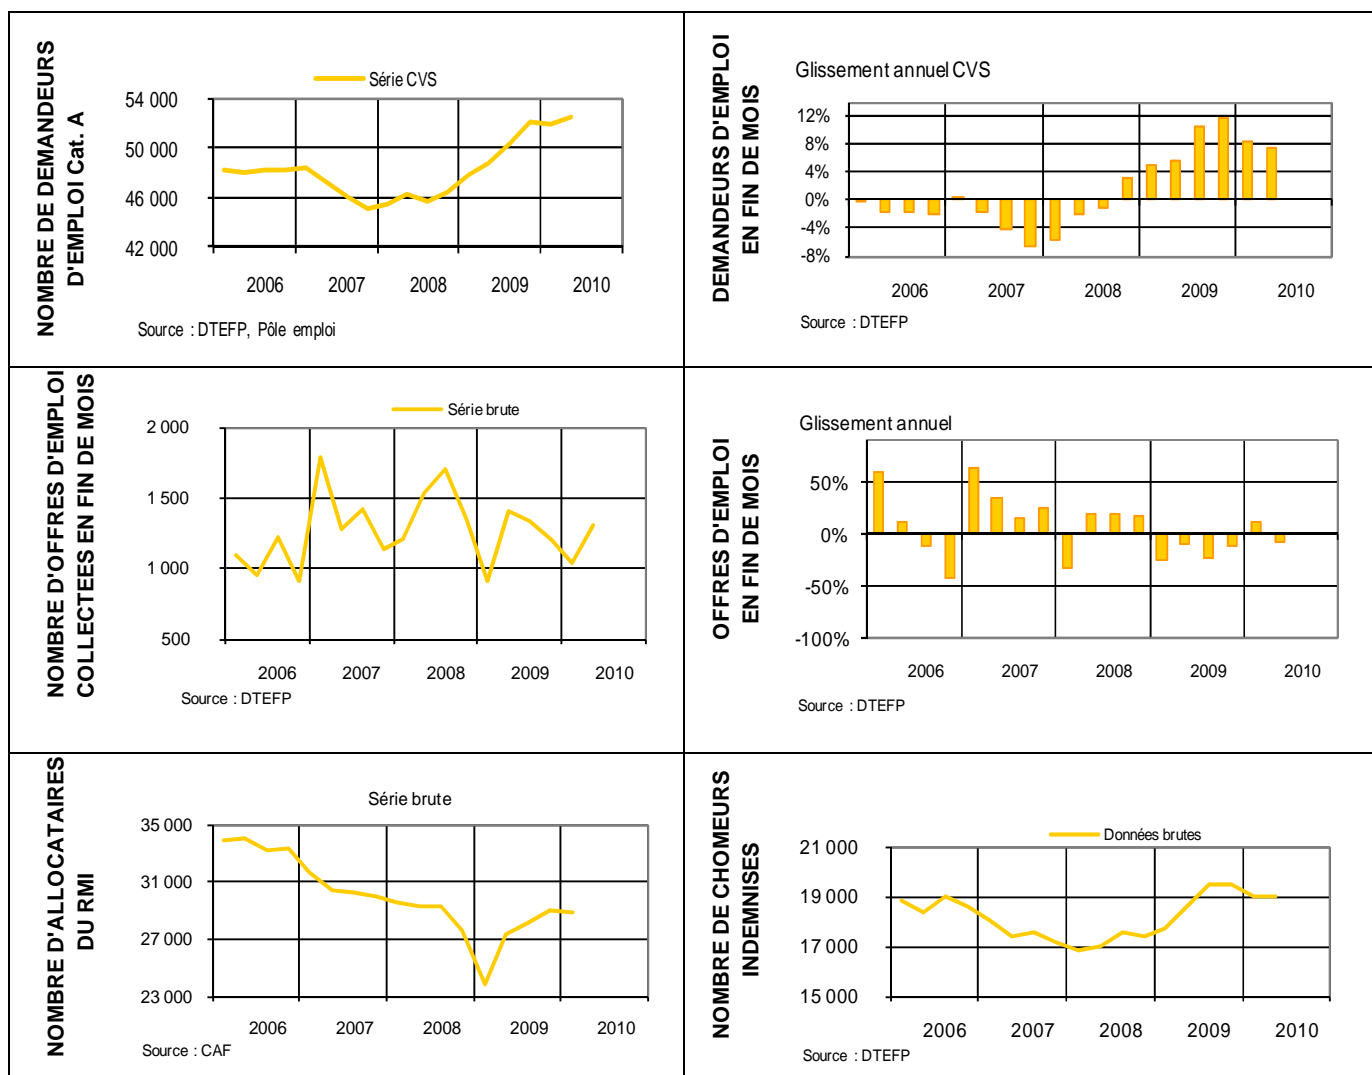 NOMBRE DE DEMANDEURS
D'EMPLOI Cat. A
Série CVS
54 000
50 000
46 000
42 000
2006 2007 2008 2009 2010
Source : DTEFP, Pôle emploi
DEMANDEURS D'EMPLOI
EN FIN DE MOIS
Glissement annuel CVS
12%
8%
4%
0%
-4%
-8%
2006 2007 2008 2009 2010
Source : DTEFP
NOMBRE D'OFFRES D'EMPLOI
COLLECTEES EN FIN DE MOIS
Série brute
2 000
1 500
1 000
500
2006 2007 2008 2009 2010
Source : DTEFP
OFFRES D'EMPLOI
EN FIN DE MOIS
Glissement annuel
50%
0%
-50%
-100%
2006 2007 2008 2009 2010
Source : DTEFP
NOMBRE D'ALLOCATAIRES
DU RMI
Série brute
35 000
31 000
27 000
23 000
2006 2007 2008 2009 2010
Source : CAF
NOMBRE DE CHOMEURS
INDEMNISES
Données brutes
21 000
19 000
17 000
15 000
2006 2007 2008 2009 2010
Source : DTEFP